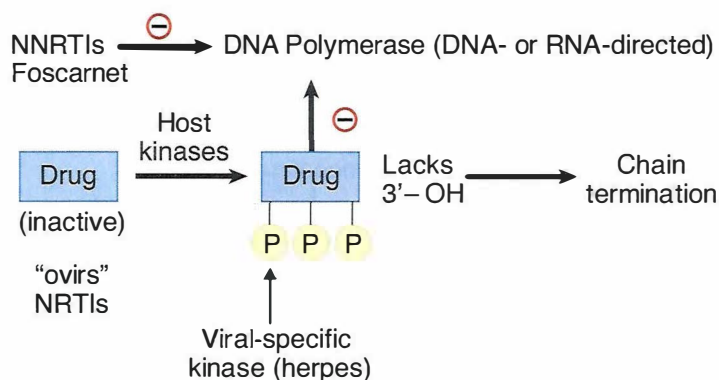 NNRTIs
Foscarnet
DNA Polymerase (DNA- or RNA-directed)
Host
kinases
Drug
(inactive)
"ovirs"
NRTIs
Drug
P P P
Lacks
3'–OH
Chain
termination
Viral-specific
kinase (herpes)